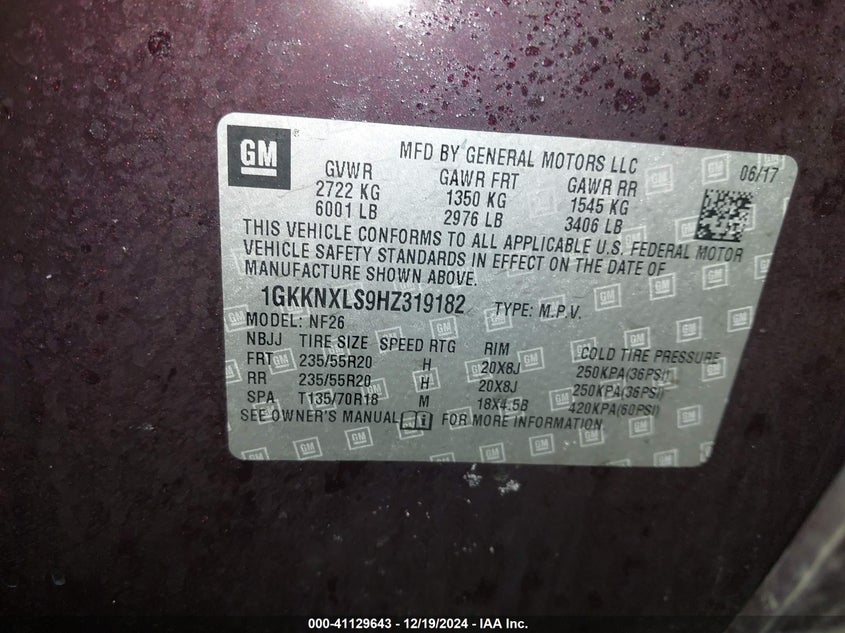 GM ®
MFD BY GENERAL MOTORS LLC 06/17
GVWR GAWR FRT GAWR RR
2722 KG 1350 KG 1545 KG
6001 LB 2976 LB 3406 LB
THIS VEHICLE CONFORMS TO ALL APPLICABLE U.S. FEDERAL MOTOR
VEHICLE SAFETY STANDARDS IN EFFECT ON THE DATE OF
MANUFACTURE SHOWN ABOVE.
1GKKNXLS9HZ319182 TYPE: M.P.V.
MODEL: NF26
NBJJ TIRE SIZE SPEED RTG RIM COLD TIRE PRESSURE
FRT 235/55R20 H 20X8J 250KPA(36PSI)
RR 235/55R20 H 20X8J 250KPA(36PSI)
SPA T135/70R18 M 18X4.5B 420KPA(60PSI)
SEE OWNER'S MANUAL FOR MORE INFORMATION
000-41129643 - 12/19/2024 - IAA Inc.